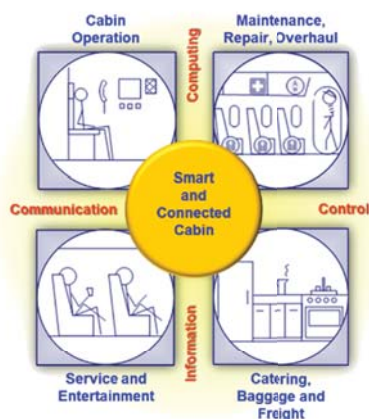 Cabin
Operation
Computing
Maintenance,
Repair, Overhaul
Communication
Smart
and
Connected
Cabin
Control
Service and
Entertainment
Information
Catering,
Baggage and
Freight